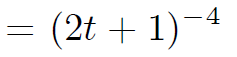 = (2t + 1)⁻⁴